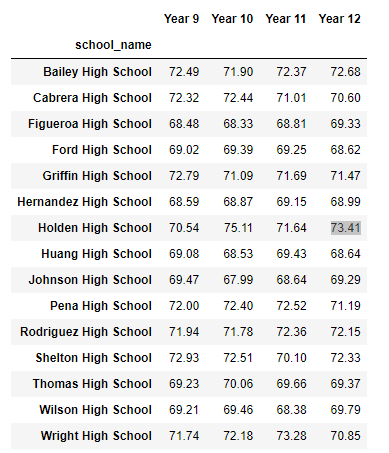 Year 9 Year 10 Year 11 Year 12
school_name
Bailey High School 72.49 71.90 72.37 72.68
Cabrera High School 72.32 72.44 71.01 70.60
Figueroa High School 68.48 68.33 68.81 69.33
Ford High School 69.02 69.39 69.25 68.62
Griffin High School 72.79 71.09 71.69 71.47
Hernandez High School 68.59 68.87 69.15 68.99
Holden High School 70.54 75.11 71.64 73.41
Huang High School 69.08 68.53 69.43 68.64
Johnson High School 69.47 67.99 68.64 69.29
Pena High School 72.00 72.40 72.52 71.19
Rodriguez High School 71.94 71.78 72.36 72.15
Shelton High School 72.93 72.51 70.10 72.33
Thomas High School 69.23 70.06 69.66 69.37
Wilson High School 69.21 69.46 68.38 69.79
Wright High School 71.74 72.18 73.28 70.85